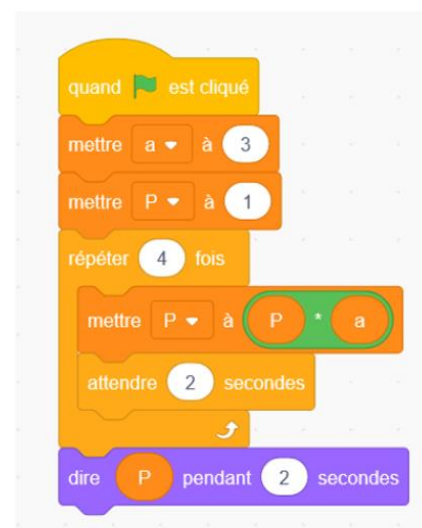 quand est cliqué
mettre a à 3
mettre P à 1
répéter 4 fois
mettre P à P * a
attendre 2 secondes
dire P pendant 2 secondes